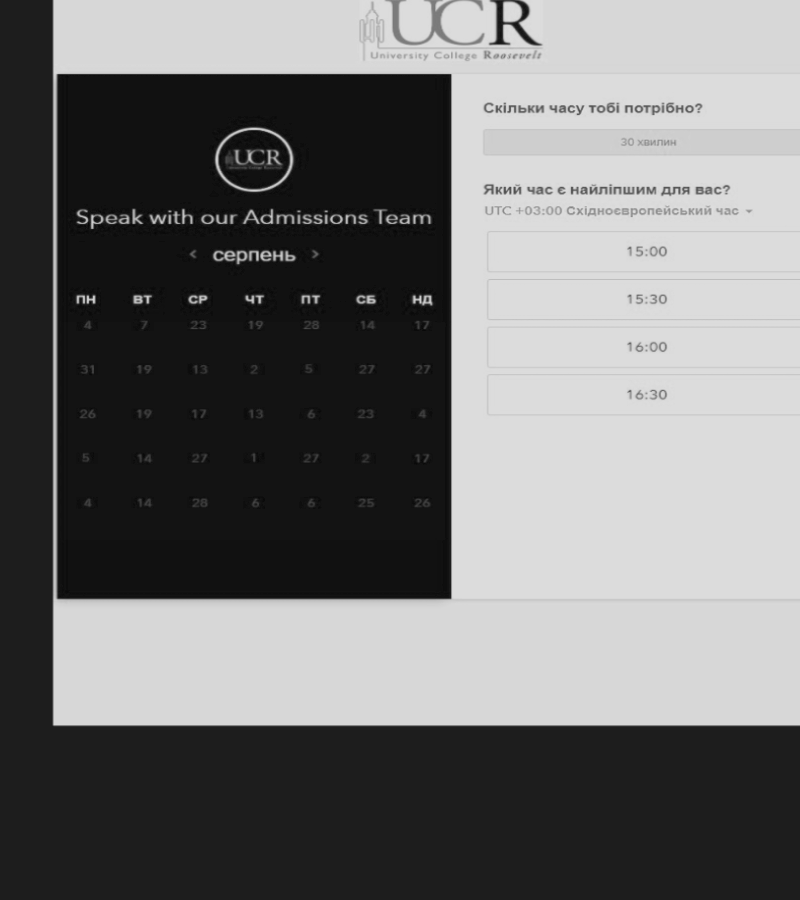 UCR
University College Roosevelt
UCR
Speak with our Admissions Team
< серпень >
ПН ВТ СР ЧТ ПТ СБ НД
4 7 23 19 28 14 17
31 19 13 2 5 27 27
26 19 17 13 6 23 4
5 14 27 1 27 2 17
4 14 28 6 6 25 26
Скільки часу тобі потрібно?
30 хвилин
Який час є найліпшим для вас?
UTC +03:00 Східноєвропейський час
15:00
15:30
16:00
16:30